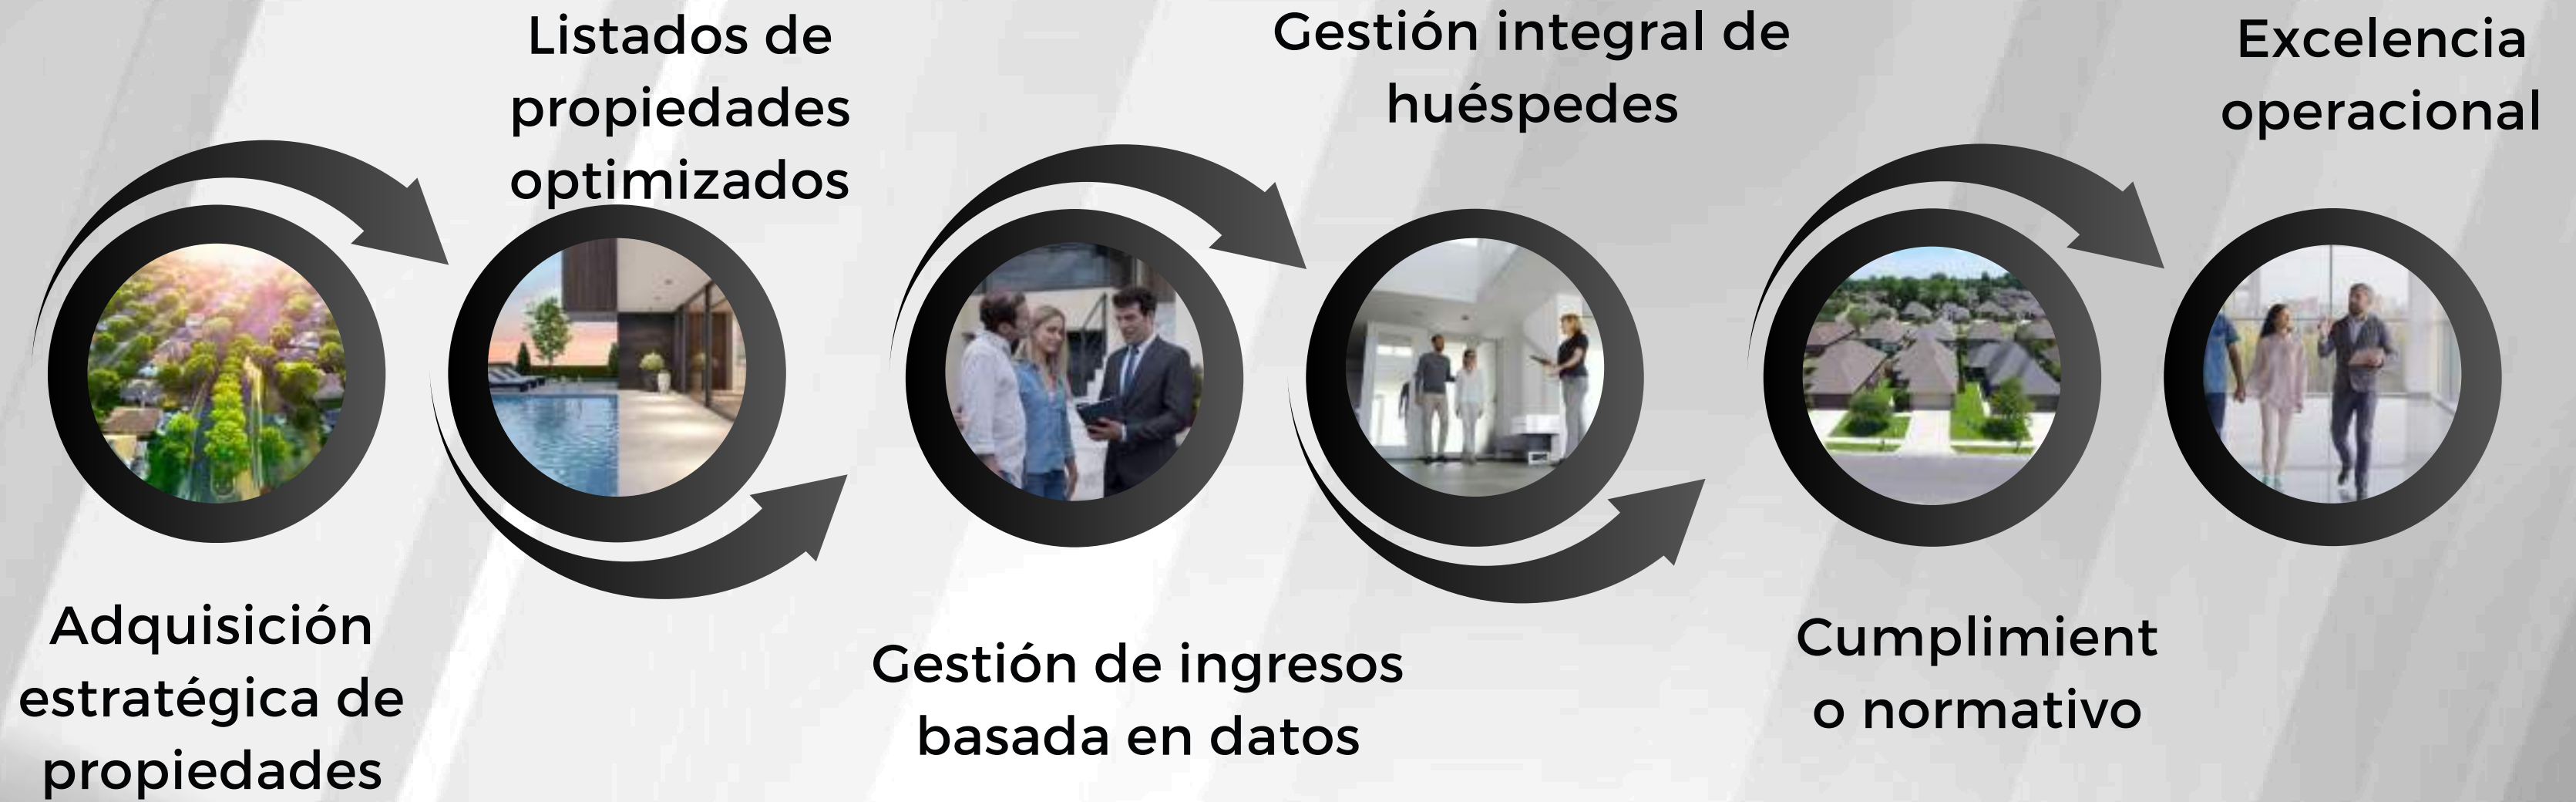 Adquisición
estratégica de
propiedades
Listados de
propiedades
optimizados
Gestión de ingresos
basada en datos
Gestión integral de
huéspedes
Cumplimient
o normativo
Excelencia
operacional